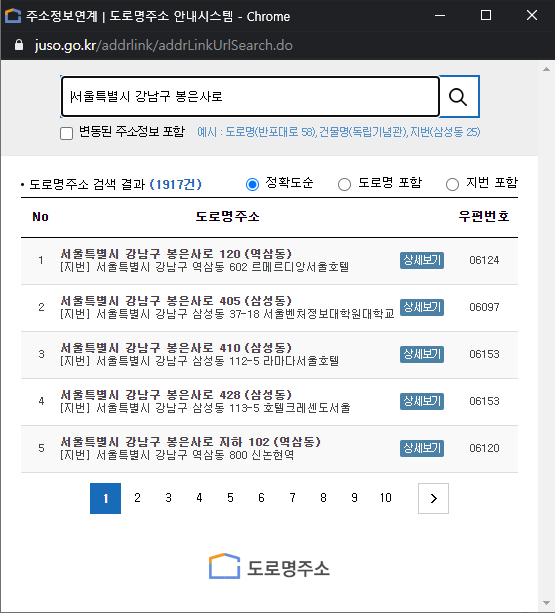 주소정보연계 | 도로명주소 안내시스템 - Chrome
juso.go.kr/addrlink/addrLinkUrlSearch.do
서울특별시 강남구 봉은사로
변동된 주소정보 포함 예시 : 도로명(반포대로 58), 건물명(독립기념관), 지번(삼성동 25)
• 도로명주소 검색 결과 (1917건) 정확도순 도로명 포함 지번 포함
No 도로명주소 우편번호
1 서울특별시 강남구 봉은사로 120 (역삼동) 상세보기 06124
[지번] 서울특별시 강남구 역삼동 602 르메르디앙서울호텔
2 서울특별시 강남구 봉은사로 405 (삼성동) 상세보기 06097
[지번] 서울특별시 강남구 삼성동 37-18 서울벤처정보대학원대학교
3 서울특별시 강남구 봉은사로 410 (삼성동) 상세보기 06153
[지번] 서울특별시 강남구 삼성동 112-5 라마다서울호텔
4 서울특별시 강남구 봉은사로 428 (삼성동) 상세보기 06153
[지번] 서울특별시 강남구 삼성동 113-5 호텔크레센도서울
5 서울특별시 강남구 봉은사로 지하 102 (역삼동) 상세보기 06120
[지번] 서울특별시 강남구 역삼동 800 신논현역
1 2 3 4 5 6 7 8 9 10 >
도로명주소